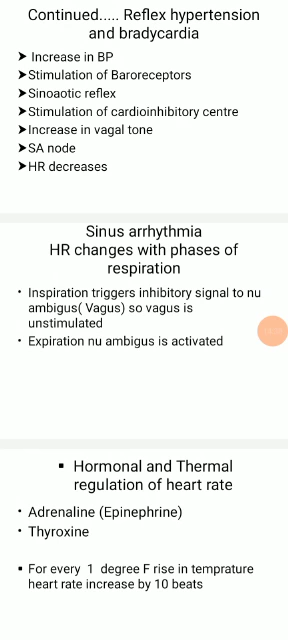 Continued..... Reflex hypertension
and bradycardia
➤ Increase in BP
➤Stimulation of Baroreceptors
➤Sinoaotic reflex
➤Stimulation of cardioinhibitory centre
➤Increase in vagal tone
➤SA node
➤HR decreases
Sinus arrhythmia
HR changes with phases of
respiration
• Inspiration triggers inhibitory signal to nu
ambigus( Vagus) so vagus is
unstimulated
• Expiration nu ambigus is activated
▪ Hormonal and Thermal
regulation of heart rate
• Adrenaline (Epinephrine)
• Thyroxine
▪ For every 1 degree F rise in temprature
heart rate increase by 10 beats